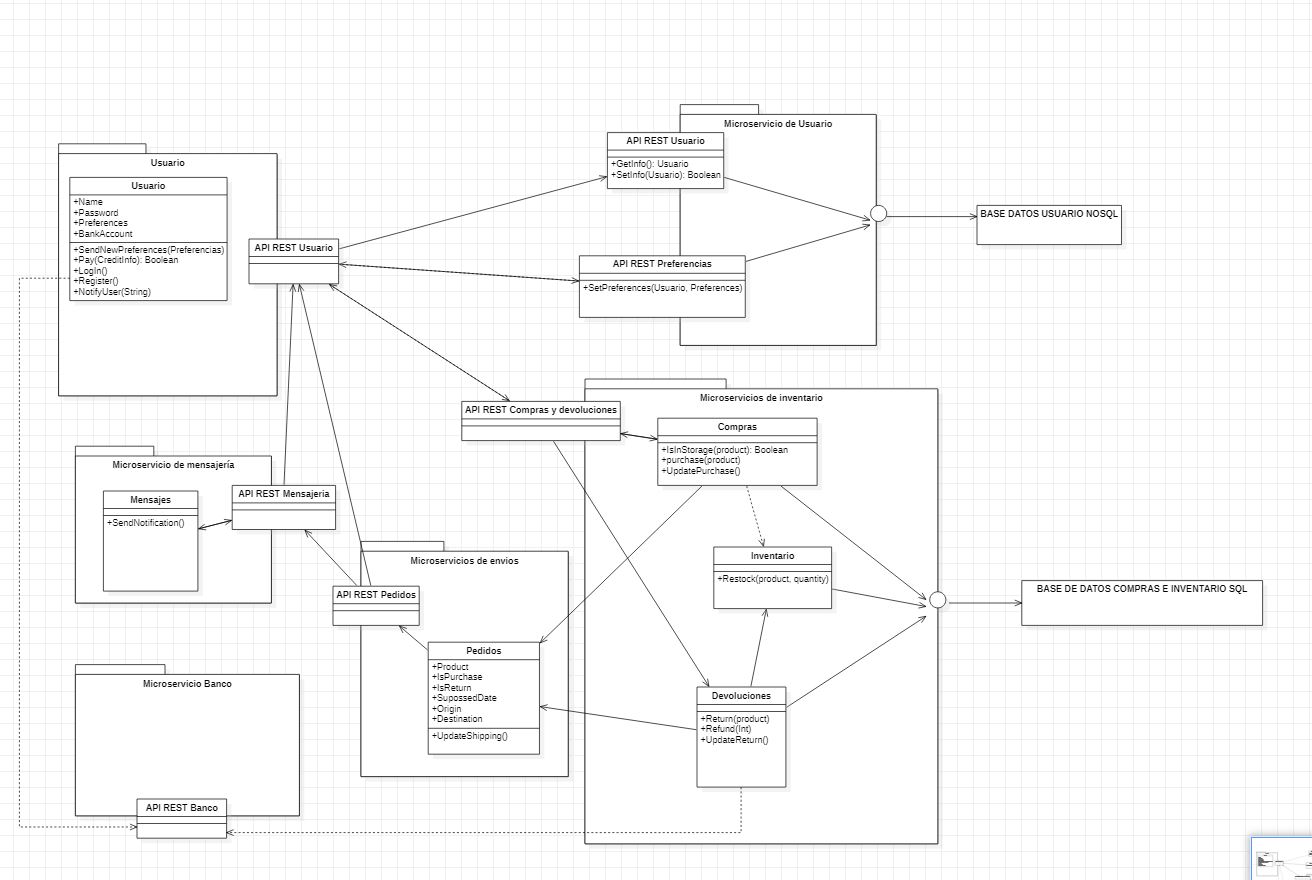 Microservicio de Usuario
API REST Usuario
+GetInfo(): Usuario
+SetInfo(Usuario): Boolean
Usuario
Usuario
+Name
+Password
+Preferences
+BankAccount
+SendNewPreferences(Preferencias)
+Pay(CreditInfo): Boolean
+LogIn()
+Register()
+NotifyUser(String)
API REST Usuario
BASE DATOS USUARIO NOSQL
API REST Preferencias
+SetPreferences(Usuario, Preferences)
Microservicios de inventario
API REST Compras y devoluciones
Compras
+IsInStorage(product): Boolean
+purchase(product)
+UpdatePurchase()
Microservicio de mensajería
Mensajes
+SendNotification()
API REST Mensajeria
Inventario
+Restock(product, quantity)
Microservicios de envios
API REST Pedidos
BASE DE DATOS COMPRAS E INVENTARIO SQL
Pedidos
+Product
+IsPurchase
+IsReturn
+SupossedDate
+Origin
+Destination
+UpdateShipping()
Devoluciones
+Return(product)
+Refund(Int)
+UpdateReturn()
Microservicio Banco
API REST Banco